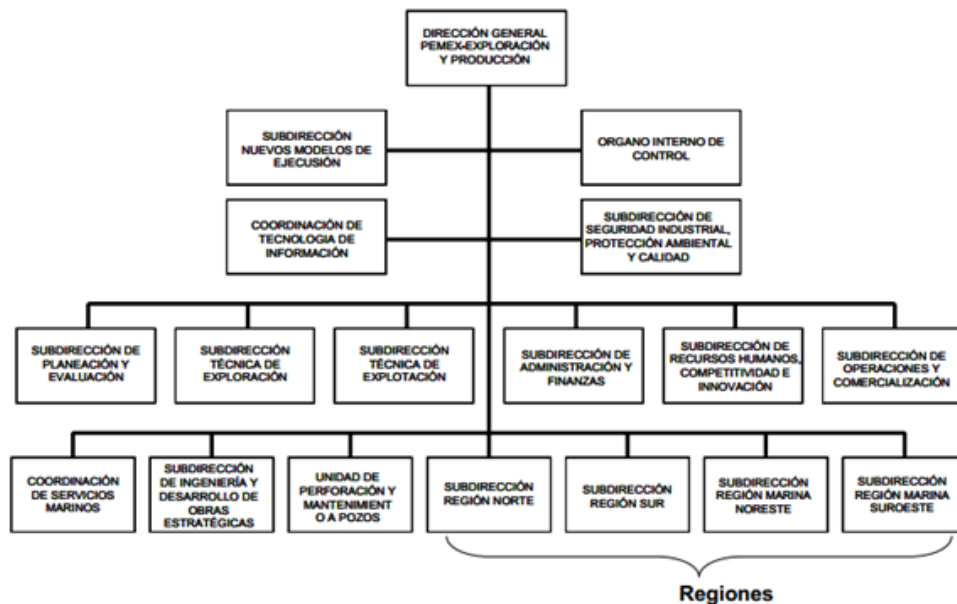 DIRECCIÓN GENERAL
PEMEX-EXPLORACIÓN
Y PRODUCCIÓN
SUBDIRECCIÓN
NUEVOS MODELOS DE
EJECUSIÓN
ORGANO INTERNO DE
CONTROL
COORDINACIÓN DE
TECNOLOGIA DE
INFORMACIÓN
SUBDIRECCIÓN DE
SEGURIDAD INDUSTRIAL,
PROTECCIÓN AMBIENTAL
Y CALIDAD
SUBDIRECCIÓN DE
PLANEACIÓN Y
EVALUACIÓN
SUBDIRECCIÓN
TÉCNICA DE
EXPLORACIÓN
SUBDIRECCIÓN
TÉCNICA DE
EXPLOTACIÓN
SUBDIRECCIÓN DE
ADMINISTRACIÓN Y
FINANZAS
SUBDIRECCIÓN DE
RECURSOS HUMANOS,
COMPETITIVIDAD E
INNOVACIÓN
SUBDIRECCIÓN DE
OPERACIONES Y
COMERCIALIZACIÓN
COORDINACIÓN
DE SERVICIOS
MARINOS
SUBDIRECCIÓN
DE INGENIERÍA Y
DESARROLLO DE
OBRAS
ESTRATÉGICAS
UNIDAD DE
PERFORACIÓN Y
MANTENIMIENT
O A POZOS
SUBDIRECCIÓN
REGIÓN NORTE
SUBDIRECCIÓN
REGIÓN SUR
SUBDIRECCIÓN
REGIÓN MARINA
NORESTE
SUBDIRECCIÓN
REGIÓN MARINA
SUROESTE
Regiones